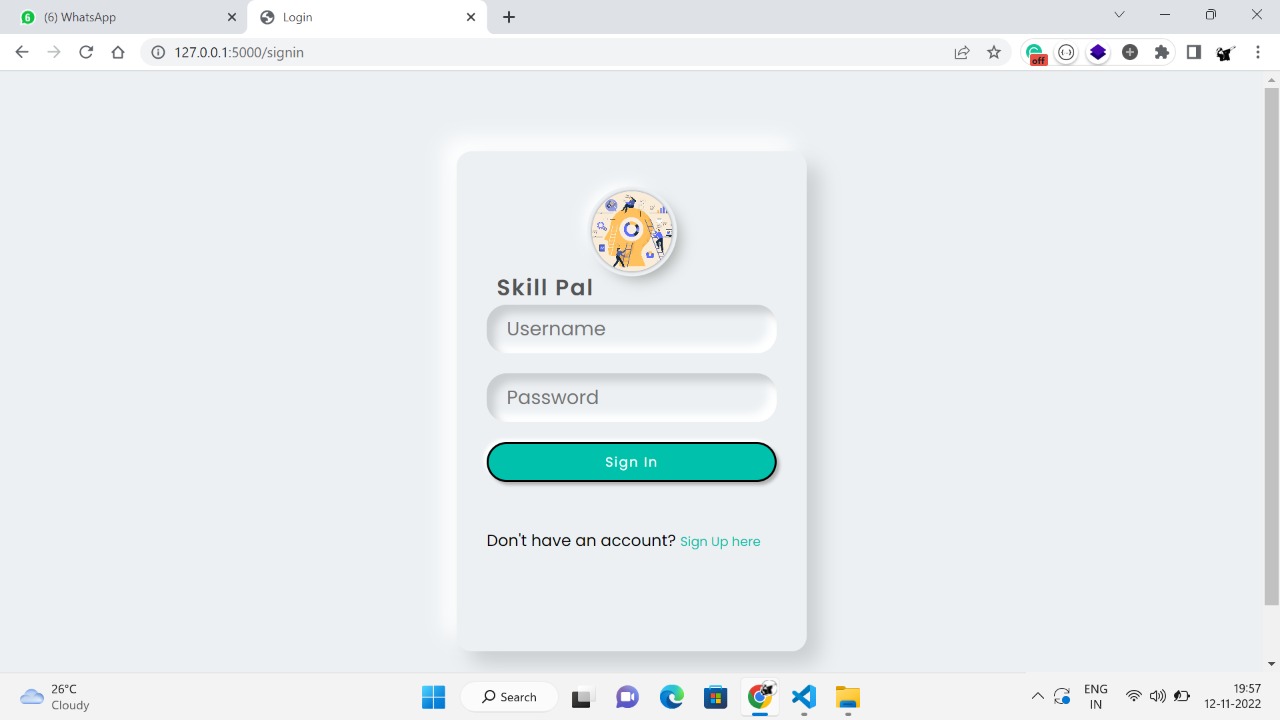 (6) WhatsApp
Login
127.0.0.1:5000/signin
off
Skill Pal
Username
Password
Sign In
Don't have an account? Sign Up here
26°C
Cloudy
Search
ENG
IN
19:57
12-11-2022